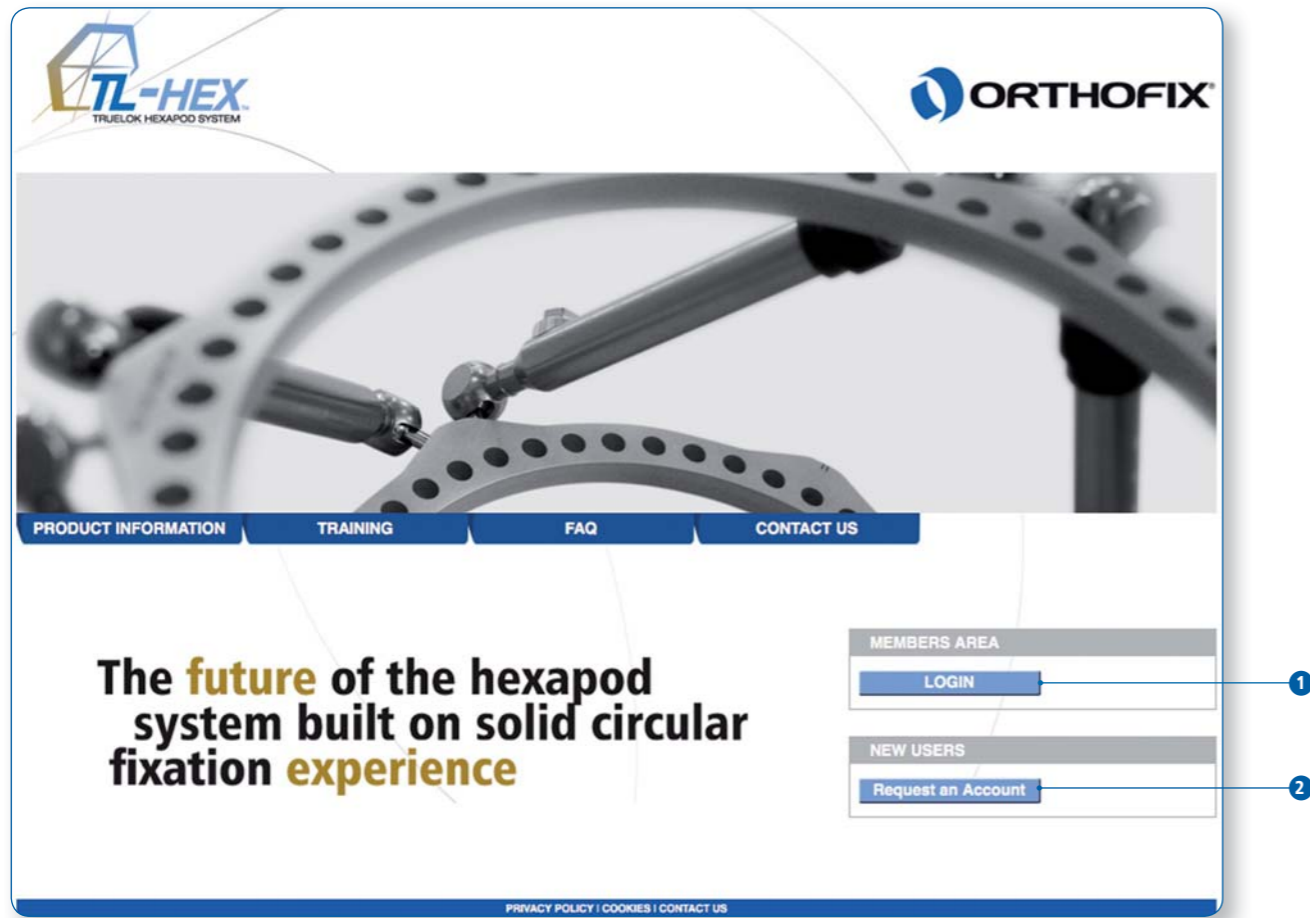 TL-HEX™
TRUELOK HEXAPOD SYSTEM
ORTHOFIX®
PRODUCT INFORMATION
TRAINING
FAQ
CONTACT US
The future of the hexapod
system built on solid circular
fixation experience
MEMBERS AREA
LOGIN
1
NEW USERS
Request an Account
2
PRIVACY POLICY | COOKIES | CONTACT US